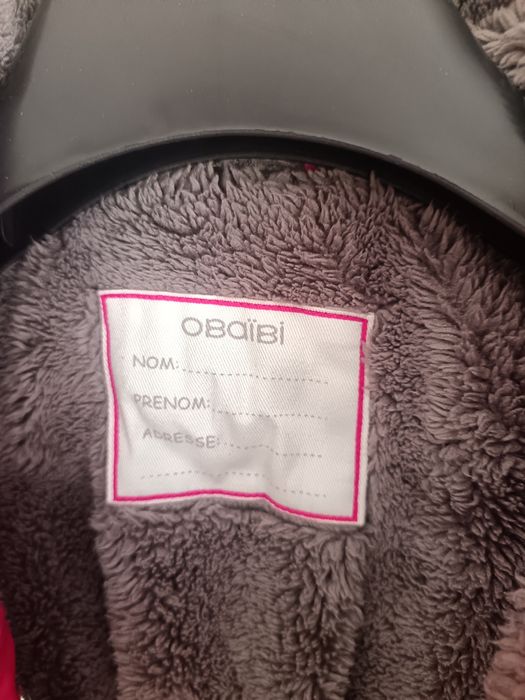 OBaïBi
NOM:..............................
PRENOM:.....................
ADRESSE:...................
..................................